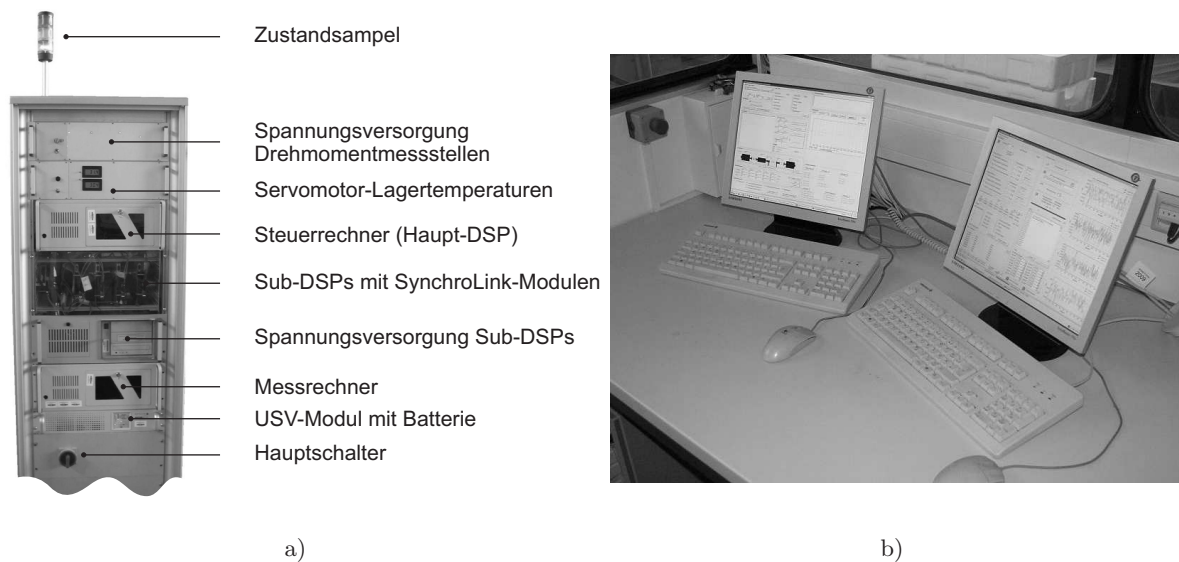 Zustandsampel
Spannungsversorgung
Drehmomentmessstellen
Servomotor-Lagertemperaturen
Steuerrechner (Haupt-DSP)
Sub-DSPs mit SynchroLink-Modulen
Spannungsversorgung Sub-DSPs
Messrechner
USV-Modul mit Batterie
Hauptschalter
a)
b)